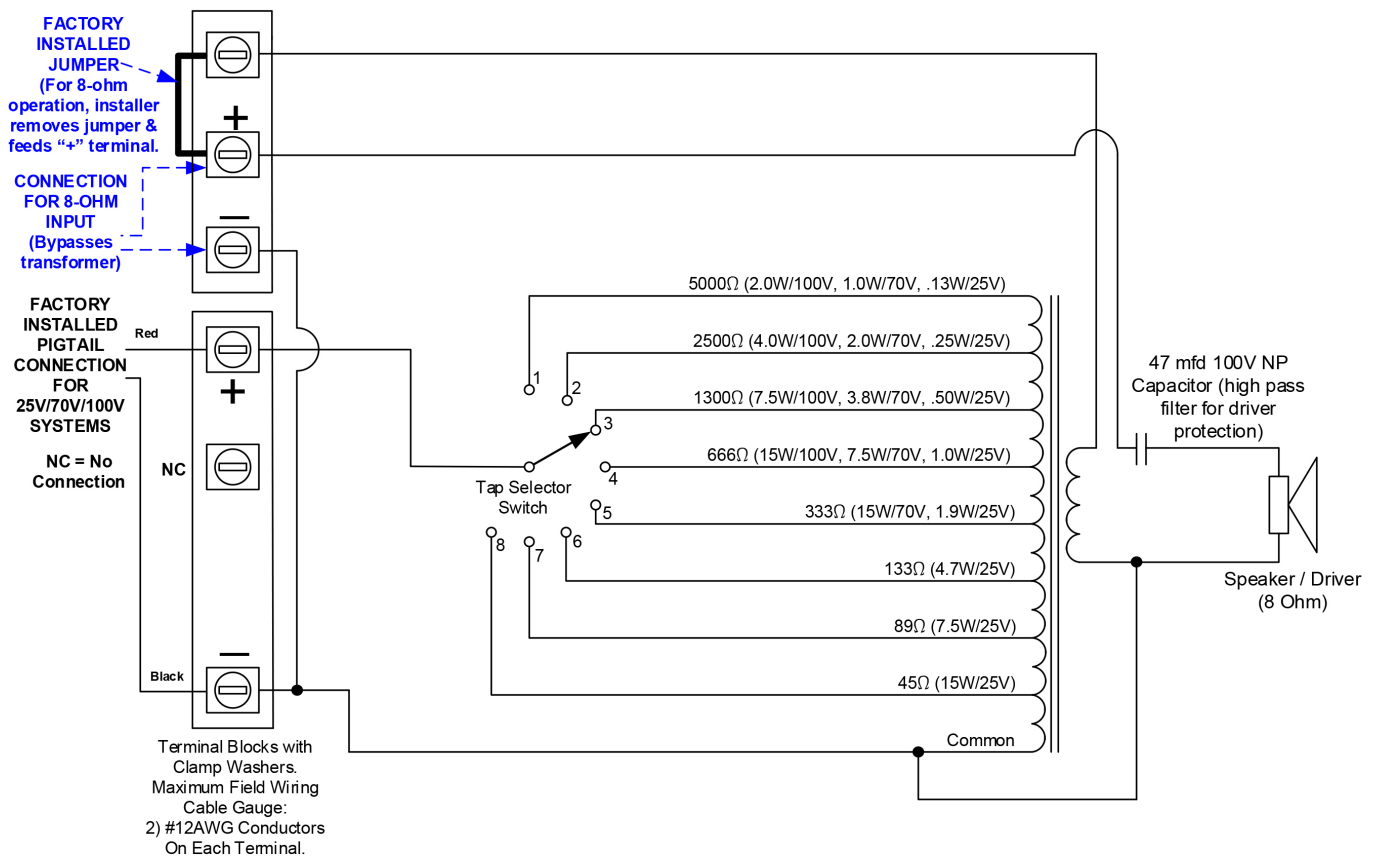 FACTORY
INSTALLED
JUMPER
(For 8-ohm
operation, installer
removes jumper &
feeds “+” terminal.
CONNECTION
FOR 8-OHM
INPUT
(Bypasses
transformer)
+
—
FACTORY
INSTALLED
PIGTAIL
CONNECTION
FOR
25V/70V/100V
SYSTEMS
NC = No
Connection
Red
+
NC
Black
—
Terminal Blocks with
Clamp Washers.
Maximum Field Wiring
Cable Gauge:
2) #12AWG Conductors
On Each Terminal.
1
2
3
4
5
6
7
8
Tap Selector
Switch
5000Ω (2.0W/100V, 1.0W/70V, .13W/25V)
2500Ω (4.0W/100V, 2.0W/70V, .25W/25V)
1300Ω (7.5W/100V, 3.8W/70V, .50W/25V)
666Ω (15W/100V, 7.5W/70V, 1.0W/25V)
333Ω (15W/70V, 1.9W/25V)
133Ω (4.7W/25V)
89Ω (7.5W/25V)
45Ω (15W/25V)
Common
47 mfd 100V NP
Capacitor (high pass
filter for driver
protection)
Speaker / Driver
(8 Ohm)